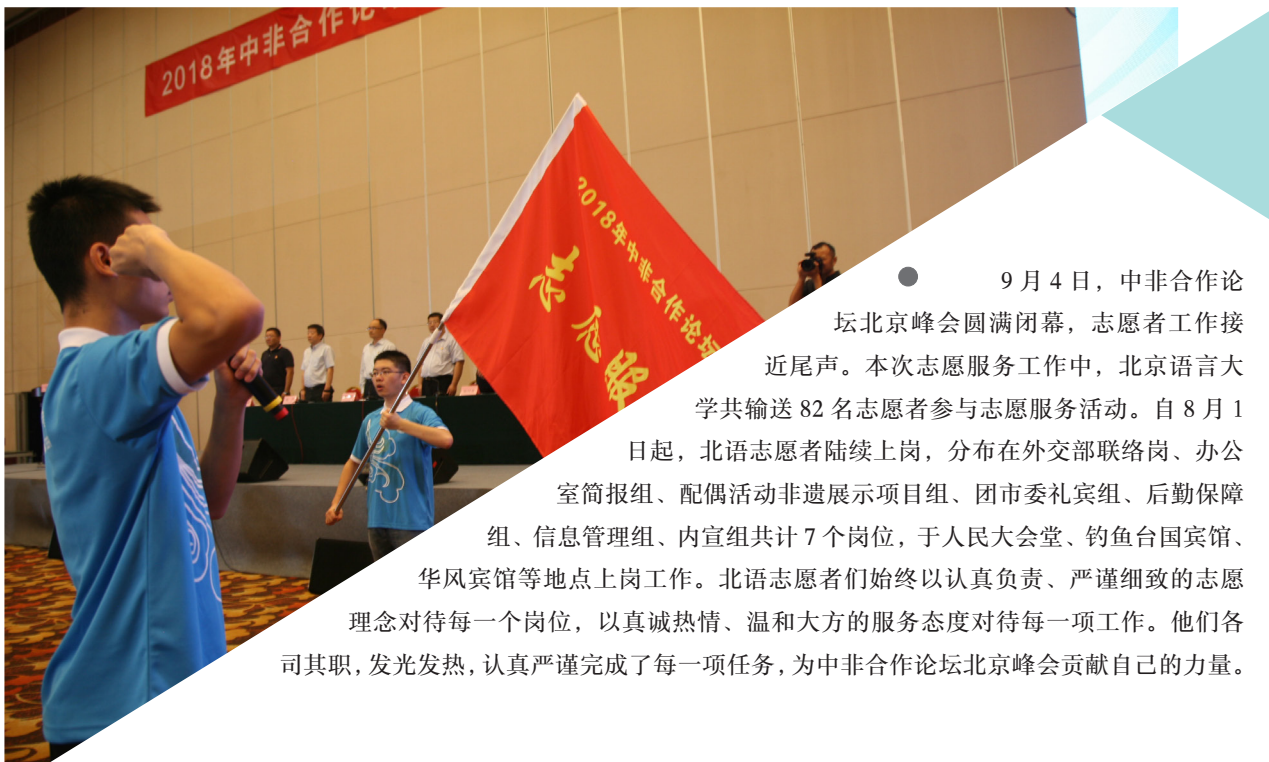 2018年中非合作论
2018年中非合作论坛
志愿服
9 月 4 日，中非合作论
坛北京峰会圆满闭幕，志愿者工作接
近尾声。本次志愿服务工作中，北京语言大
学共输送 82 名志愿者参与志愿服务活动。自 8 月 1
日起，北语志愿者陆续上岗，分布在外交部联络岗、办公
室简报组、配偶活动非遗展示项目组、团市委礼宾组、后勤保障
组、信息管理组、内宣组共计 7 个岗位，于人民大会堂、钓鱼台国宾馆、
华风宾馆等地点上岗工作。北语志愿者们始终以认真负责、严谨细致的志愿
理念对待每一个岗位，以真诚热情、温和大方的服务态度对待每一项工作。他们各
司其职，发光发热，认真严谨完成了每一项任务，为中非合作论坛北京峰会贡献自己的力量。